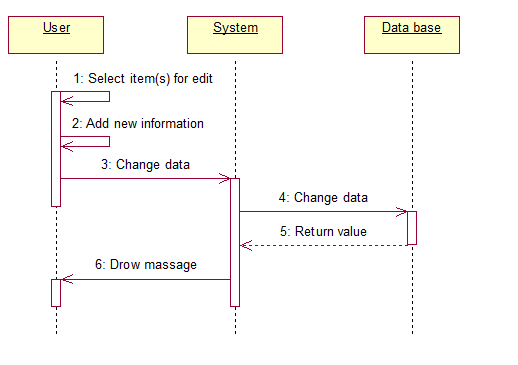 User
System
Data base
1: Select item(s) for edit
2: Add new information
3: Change data
4: Change data
5: Return value
6: Drow massage